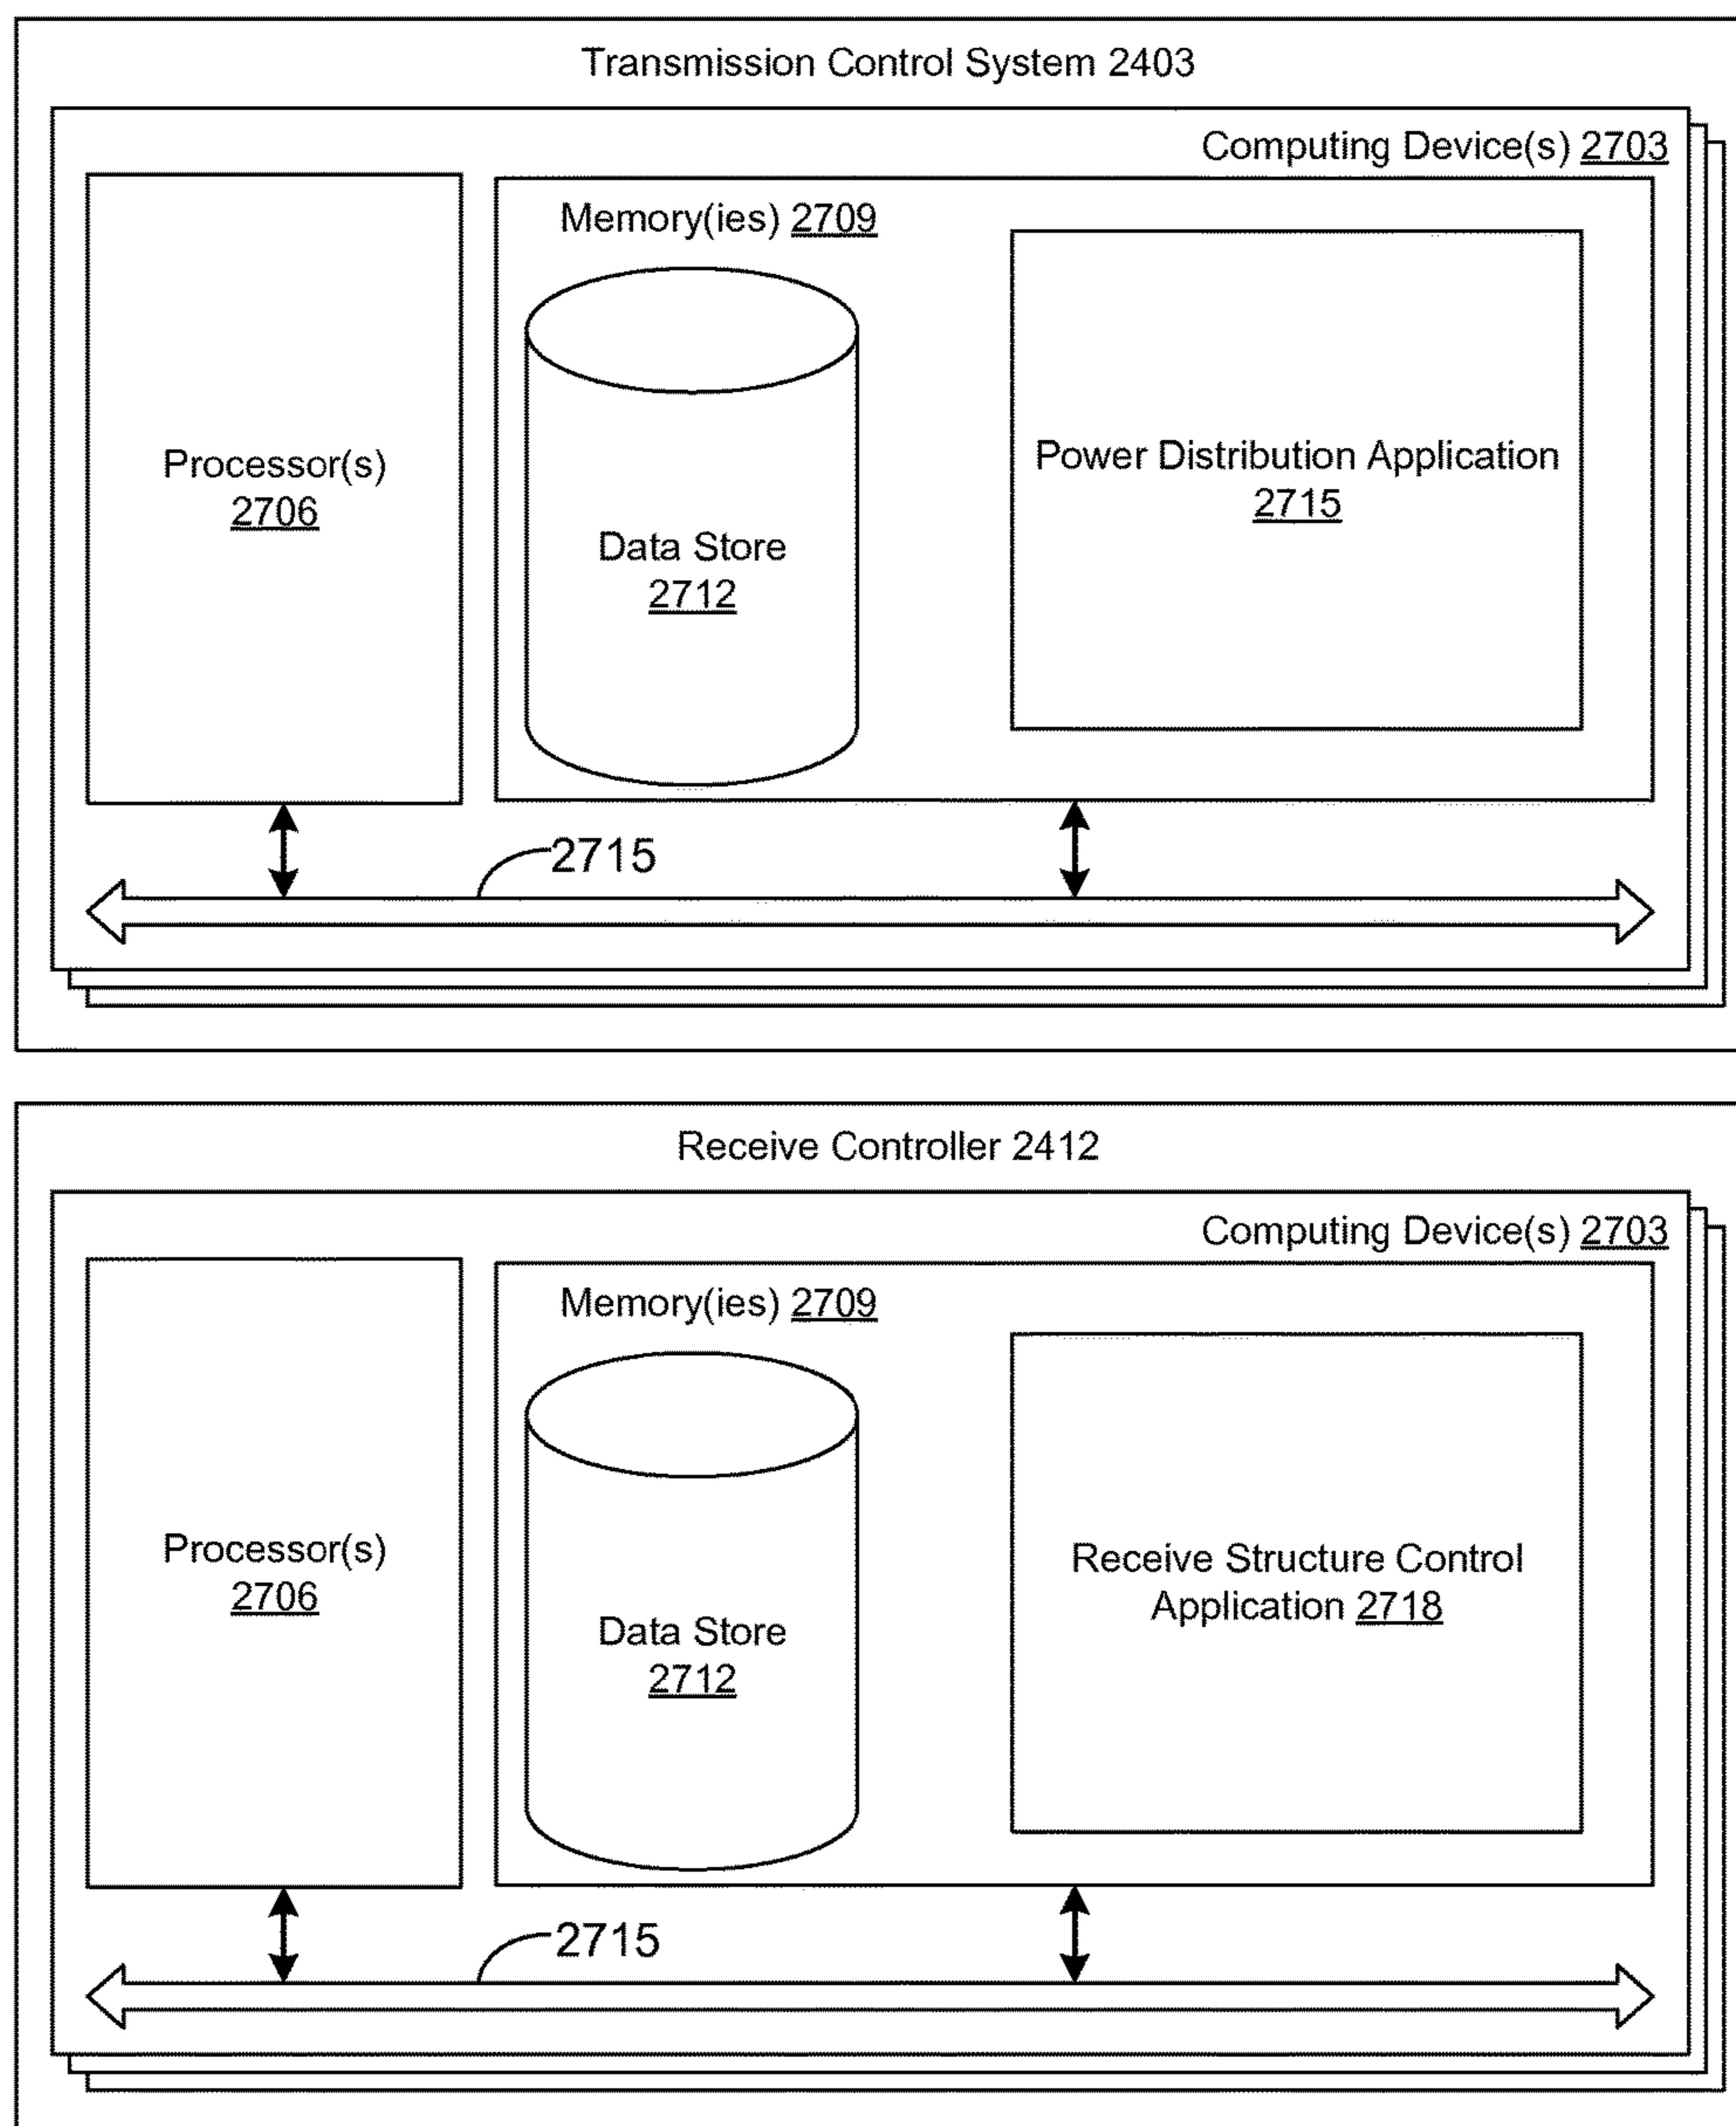 Transmission Control System 2403
Computing Device(s) 2703
Memory(ies) 2709
Processor(s)
2706
Data Store
2712
Power Distribution Application
2715
2715
Receive Controller 2412
Computing Device(s) 2703
Memory(ies) 2709
Processor(s)
2706
Data Store
2712
Receive Structure Control
Application 2718
2715